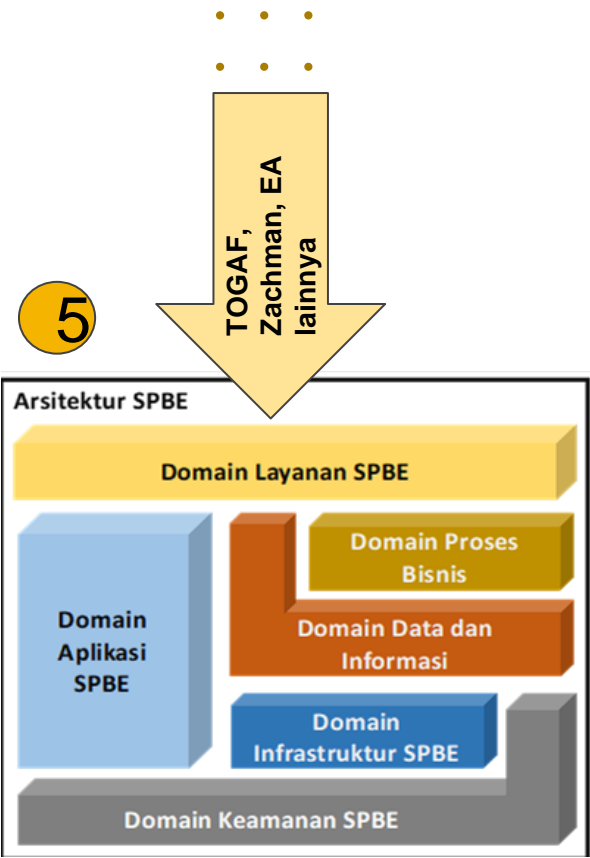 TOGAF,
Zachman, EA
lainnya
5
Arsitektur SPBE
Domain Layanan SPBE
Domain
Aplikasi
SPBE
Domain Proses
Bisnis
Domain Data dan
Informasi
Domain
Infrastruktur SPBE
Domain Keamanan SPBE